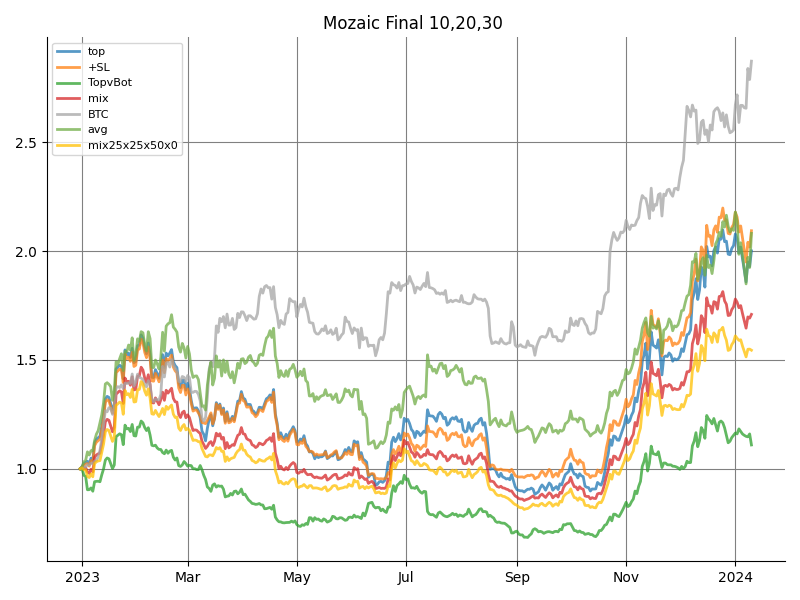 Mozaic Final 10,20,30
top
+SL
TopvBot
mix
BTC
avg
mix25x25x50x0
2.5
2.0
1.5
1.0
2023 Mar May Jul Sep Nov 2024